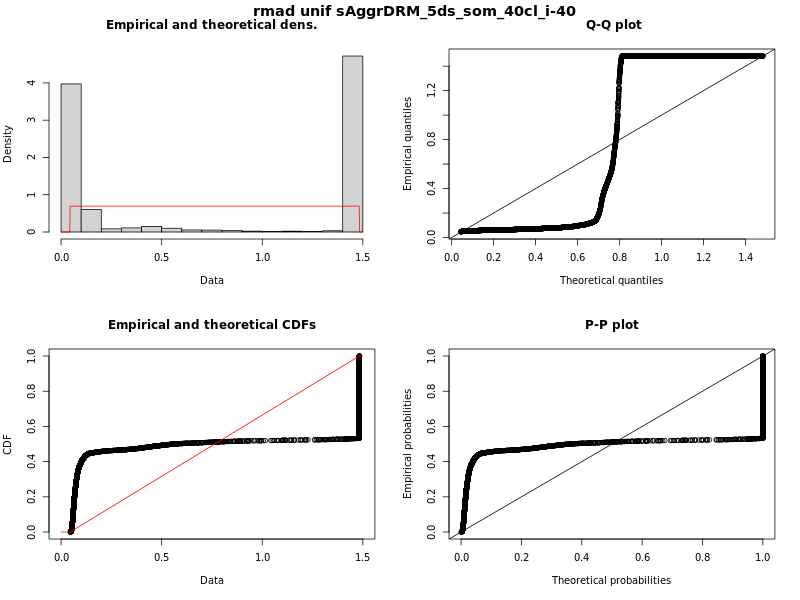 rmad unif sAggrDRM_5ds_som_40cl_i-40
Empirical and theoretical dens.
Density
0 1 2 3 4
0.0 0.5 1.0 1.5
Data
Q-Q plot
Empirical quantiles
0.0 0.4 0.8 1.2
0.0 0.2 0.4 0.6 0.8 1.0 1.2 1.4
Theoretical quantiles
Empirical and theoretical CDFs
CDF
0.0 0.2 0.4 0.6 0.8 1.0
0.0 0.5 1.0 1.5
Data
P-P plot
Empirical probabilities
0.0 0.2 0.4 0.6 0.8 1.0
0.0 0.2 0.4 0.6 0.8 1.0
Theoretical probabilities